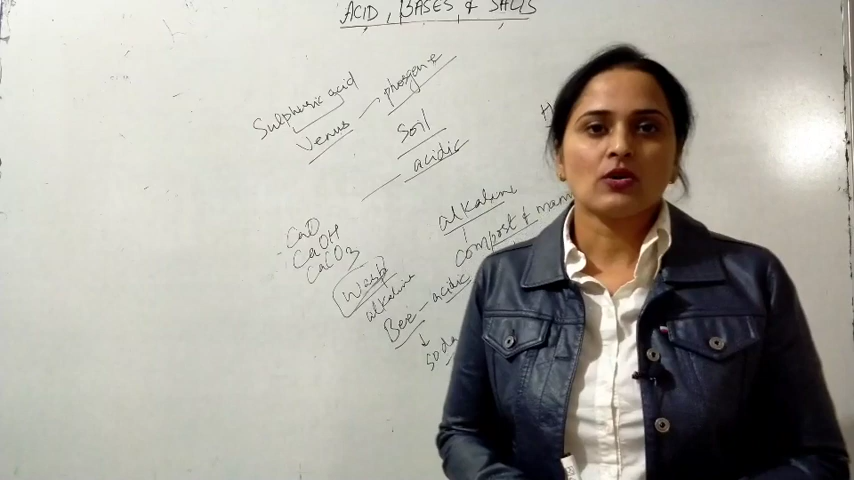 ACID, BASES & SALTS
Sulphuric acid
Venus — phosgene
Soil
acidic
CaO
CaOH
CaCO3
alkaline
compost &
Wasp
alkaline
Bee — acidic
soda